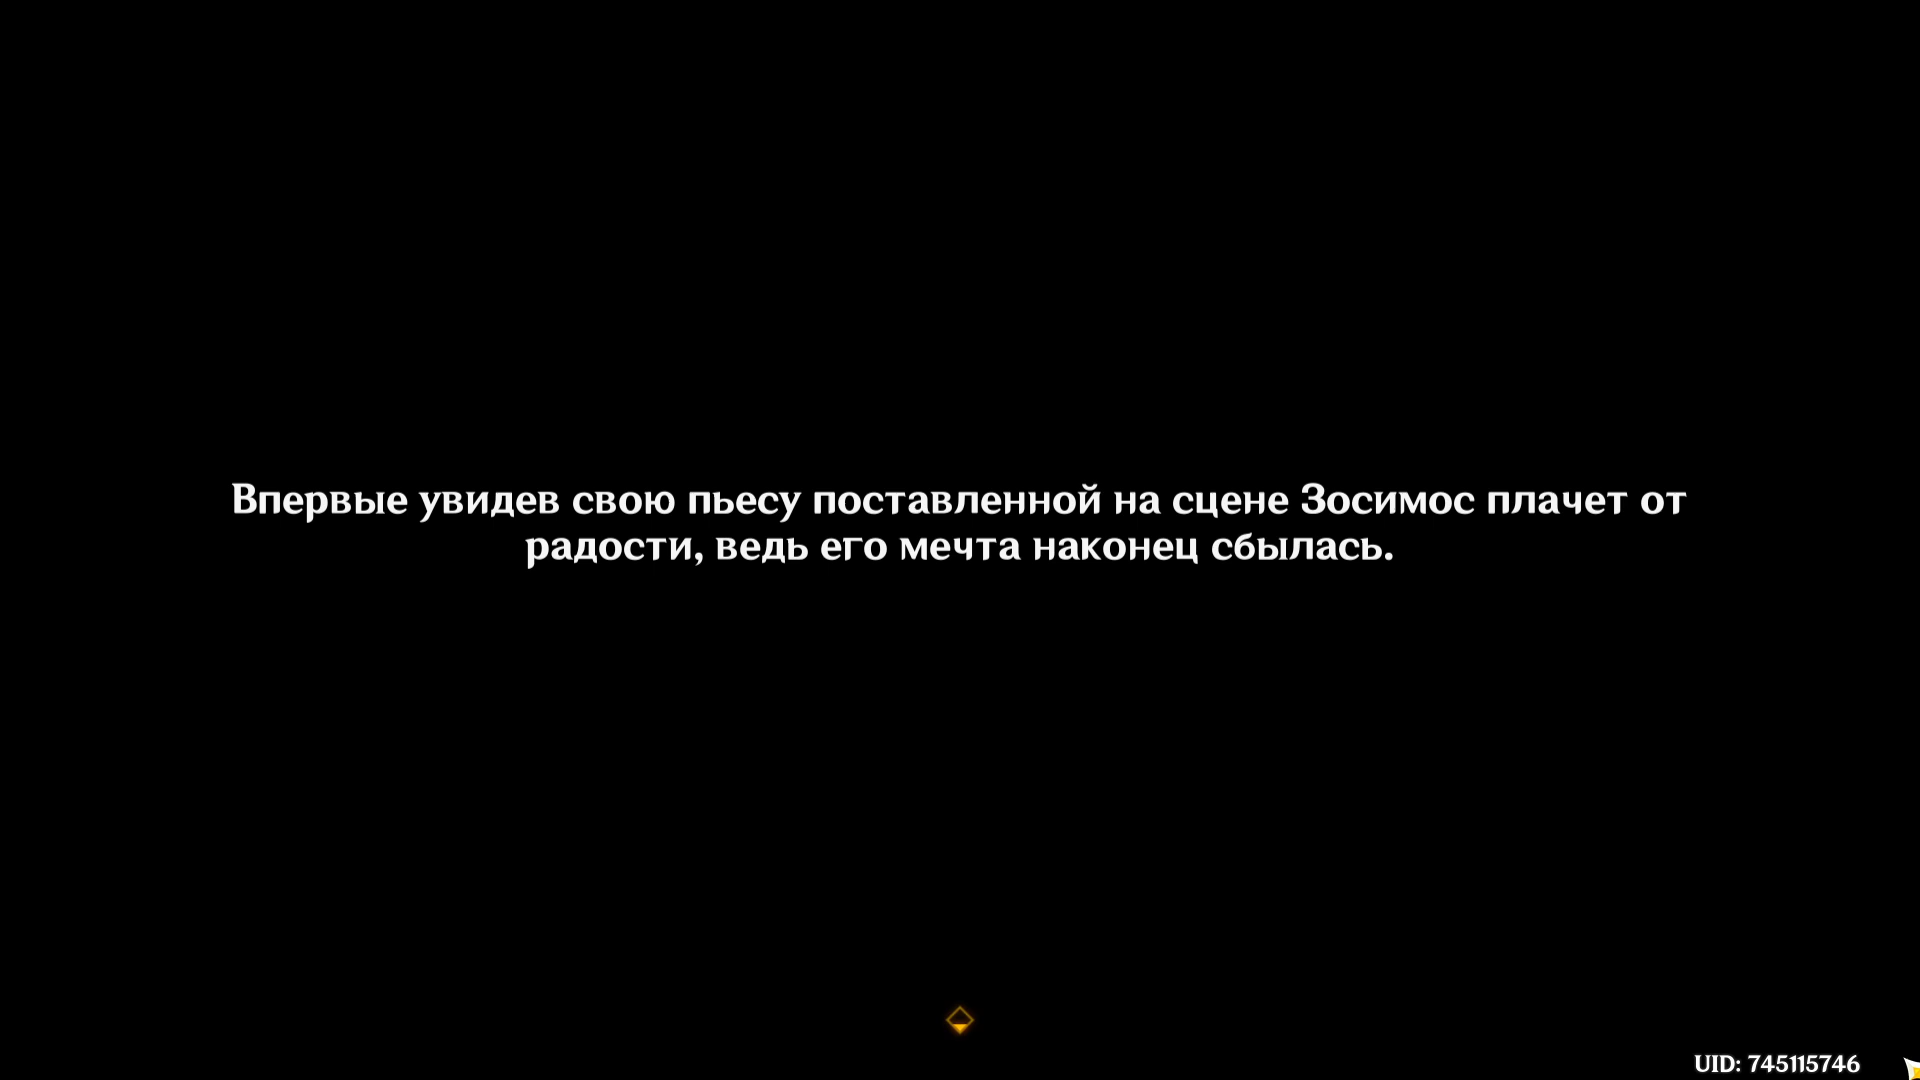 Впервые увидев свою пьесу поставленной на сцене Зосимос плачет от
радости, ведь его мечта наконец сбылась.
UID: 745115746